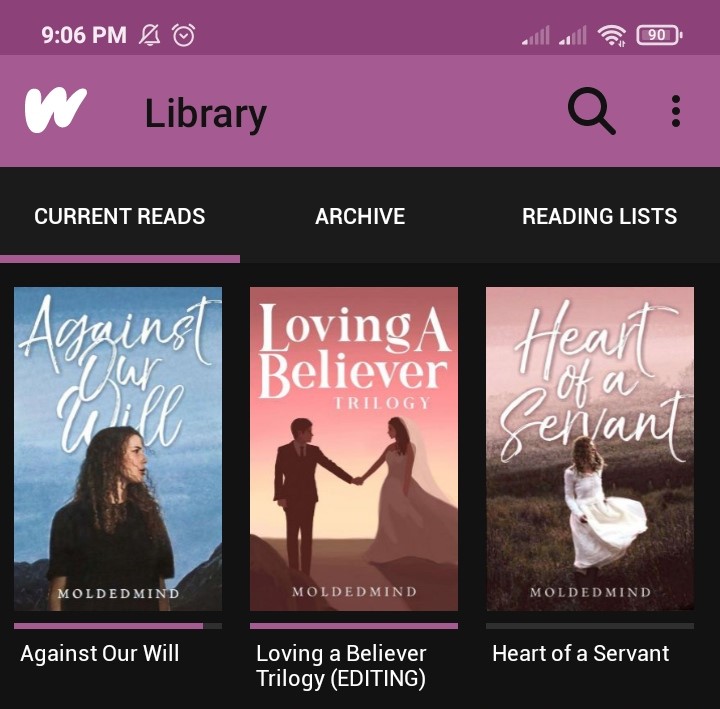 9:06 PM
90
Library
CURRENT READS
ARCHIVE
READING LISTS
Against
Our
Will
MOLDEDMIND
Loving A
Believer
TRILOGY
MOLDEDMIND
Heart
of a
Servant
MOLDEDMIND
Against Our Will
Loving a Believer
Trilogy (EDITING)
Heart of a Servant